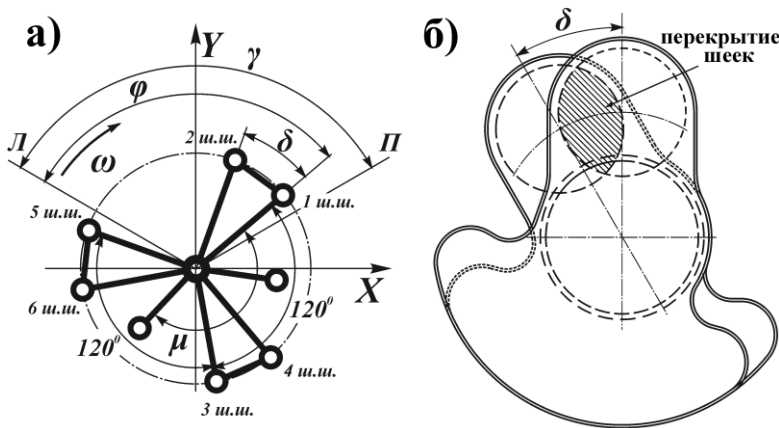 а)
Y
γ
φ
Л
ω
2 ш.ш.
δ
П
1 ш.ш.
5 ш.ш.
6 ш.ш.
X
120⁰
μ
120⁰
4 ш.ш.
3 ш.ш.
б)
δ
перекрытие
шеек